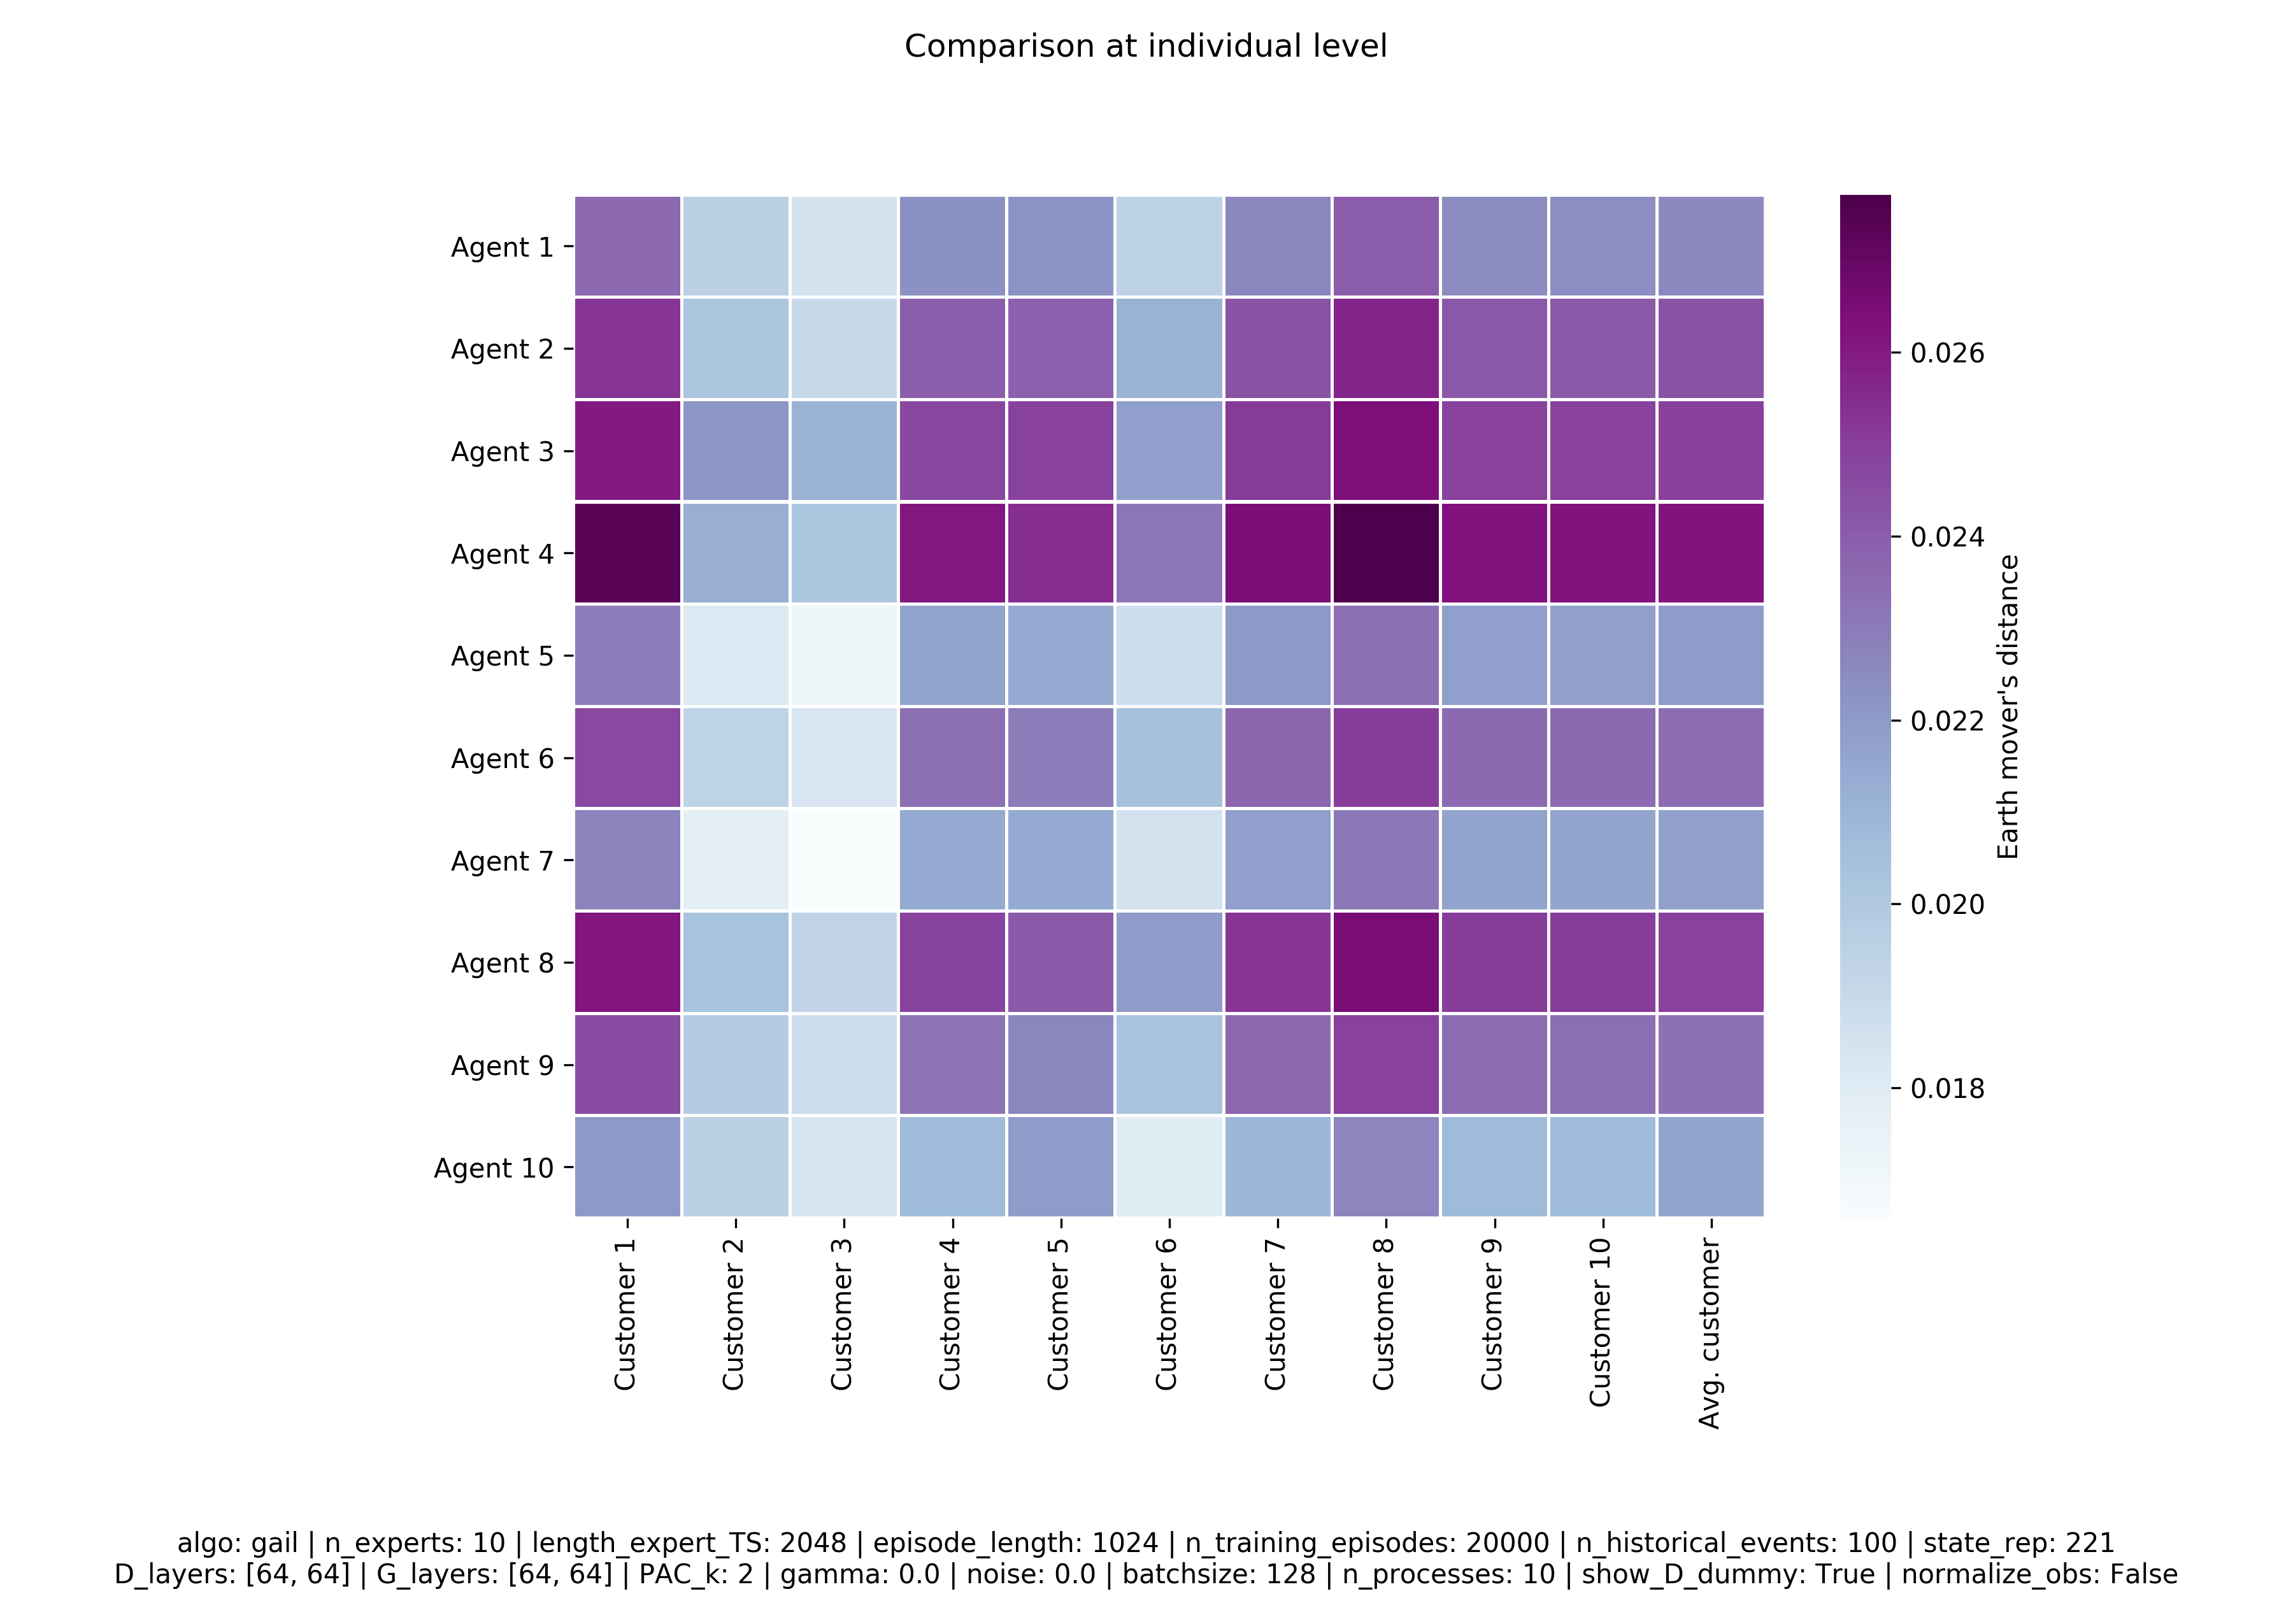 Comparison at individual level
Agent 1
Agent 2
Agent 3
Agent 4
Agent 5
Agent 6
Agent 7
Agent 8
Agent 9
Agent 10
Customer 1
Customer 2
Customer 3
Customer 4
Customer 5
Customer 6
Customer 7
Customer 8
Customer 9
Customer 10
Avg. customer
0.026
0.024
0.022
0.020
0.018
Earth mover's distance
algo: gail | n_experts: 10 | length_expert_TS: 2048 | episode_length: 1024 | n_training_episodes: 20000 | n_historical_events: 100 | state_rep: 221
D_layers: [64, 64] | G_layers: [64, 64] | PAC_k: 2 | gamma: 0.0 | noise: 0.0 | batchsize: 128 | n_processes: 10 | show_D_dummy: True | normalize_obs: False